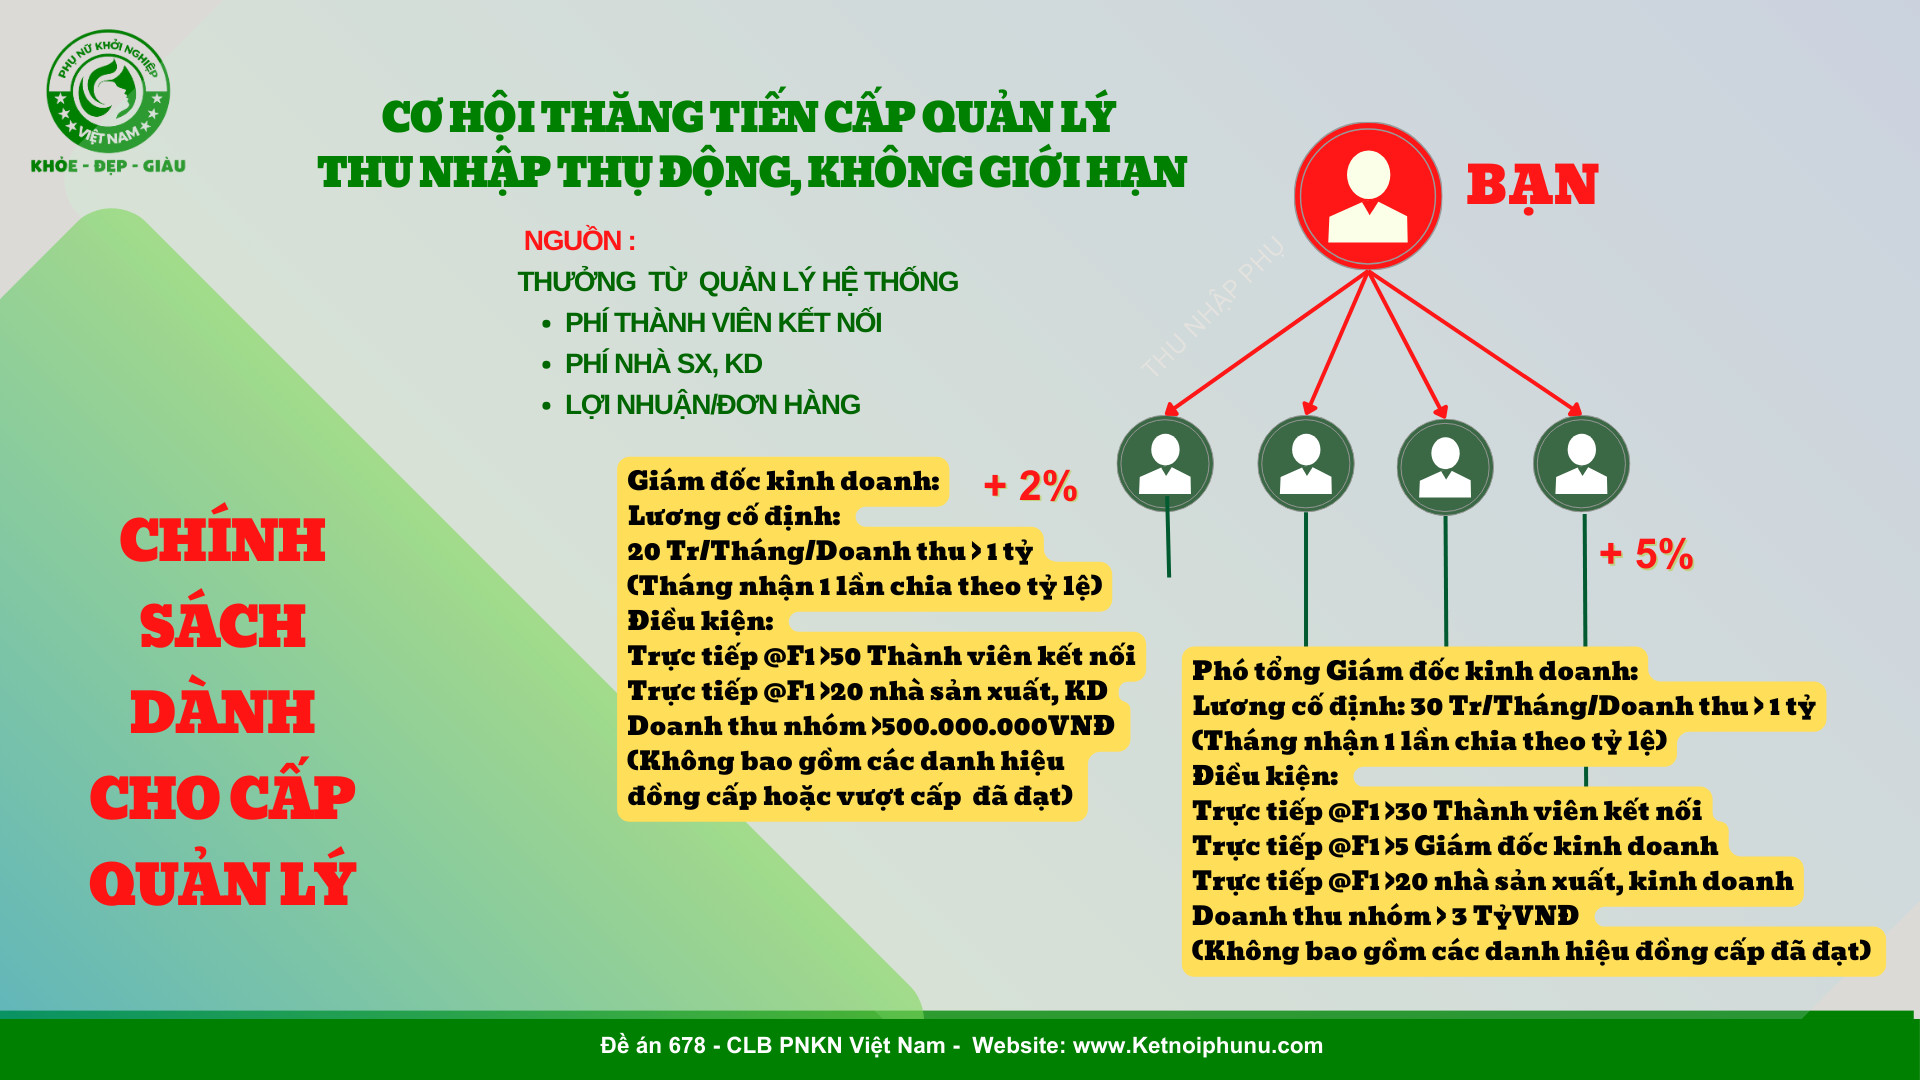 PHỤ NỮ KHỞI NGHIỆP
VIỆT NAM
KHỎE - ĐẸP - GIÀU
CƠ HỘI THĂNG TIẾN CẤP QUẢN LÝ
THU NHẬP THỤ ĐỘNG, KHÔNG GIỚI HẠN
BẠN
NGUỒN :
THƯỞNG TỪ QUẢN LÝ HỆ THỐNG
• PHÍ THÀNH VIÊN KẾT NỐI
• PHÍ NHÀ SX, KD
• LỢI NHUẬN/ĐƠN HÀNG
THU NHẬP PHỤ
CHÍNH
SÁCH
DÀNH
CHO CẤP
QUẢN LÝ
Giám đốc kinh doanh:
+ 2%
Lương cố định:
20 Tr/Tháng/Doanh thu > 1 tỷ
(Tháng nhận 1 lần chia theo tỷ lệ)
Điều kiện:
Trực tiếp @F1 >50 Thành viên kết nối
Trực tiếp @F1 >20 nhà sản xuất, KD
Doanh thu nhóm >500.000.000VNĐ
(Không bao gồm các danh hiệu
đồng cấp hoặc vượt cấp đã đạt)
+ 5%
Phó tổng Giám đốc kinh doanh:
Lương cố định: 30 Tr/Tháng/Doanh thu > 1 tỷ
(Tháng nhận 1 lần chia theo tỷ lệ)
Điều kiện:
Trực tiếp @F1 >30 Thành viên kết nối
Trực tiếp @F1 >5 Giám đốc kinh doanh
Trực tiếp @F1 >20 nhà sản xuất, kinh doanh
Doanh thu nhóm > 3 TỷVNĐ
(Không bao gồm các danh hiệu đồng cấp đã đạt)
Đề án 678 - CLB PNKN Việt Nam - Website: www.Ketnoiphunu.com